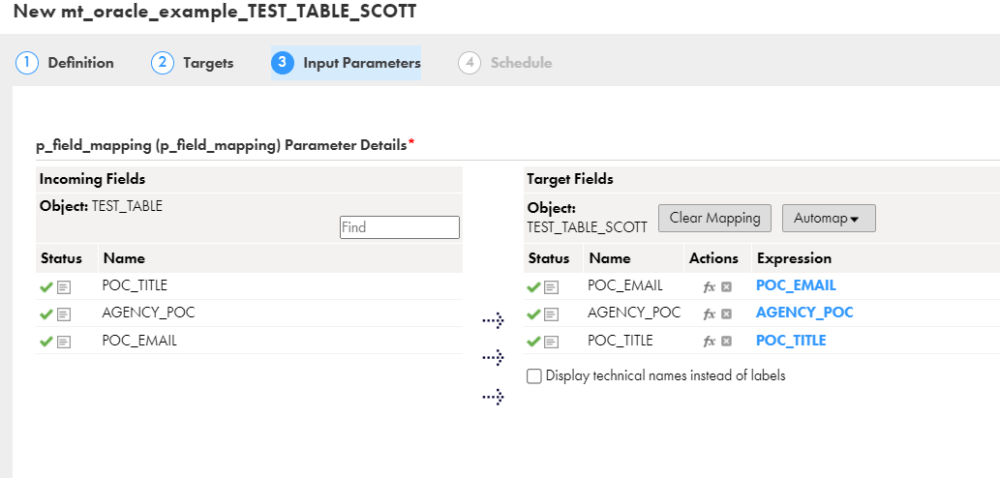 New mt_oracle_example_TEST_TABLE_SCOTT
1 Definition 2 Targets 3 Input Parameters 4 Schedule
p_field_mapping (p_field_mapping) Parameter Details*
Incoming Fields
Object: TEST_TABLE
Find
Status Name
POC_TITLE
AGENCY_POC
POC_EMAIL
Target Fields
Object:
TEST_TABLE_SCOTT Clear Mapping Automap
Status Name Actions Expression
POC_EMAIL fx POC_EMAIL
AGENCY_POC fx AGENCY_POC
POC_TITLE fx POC_TITLE
Display technical names instead of labels